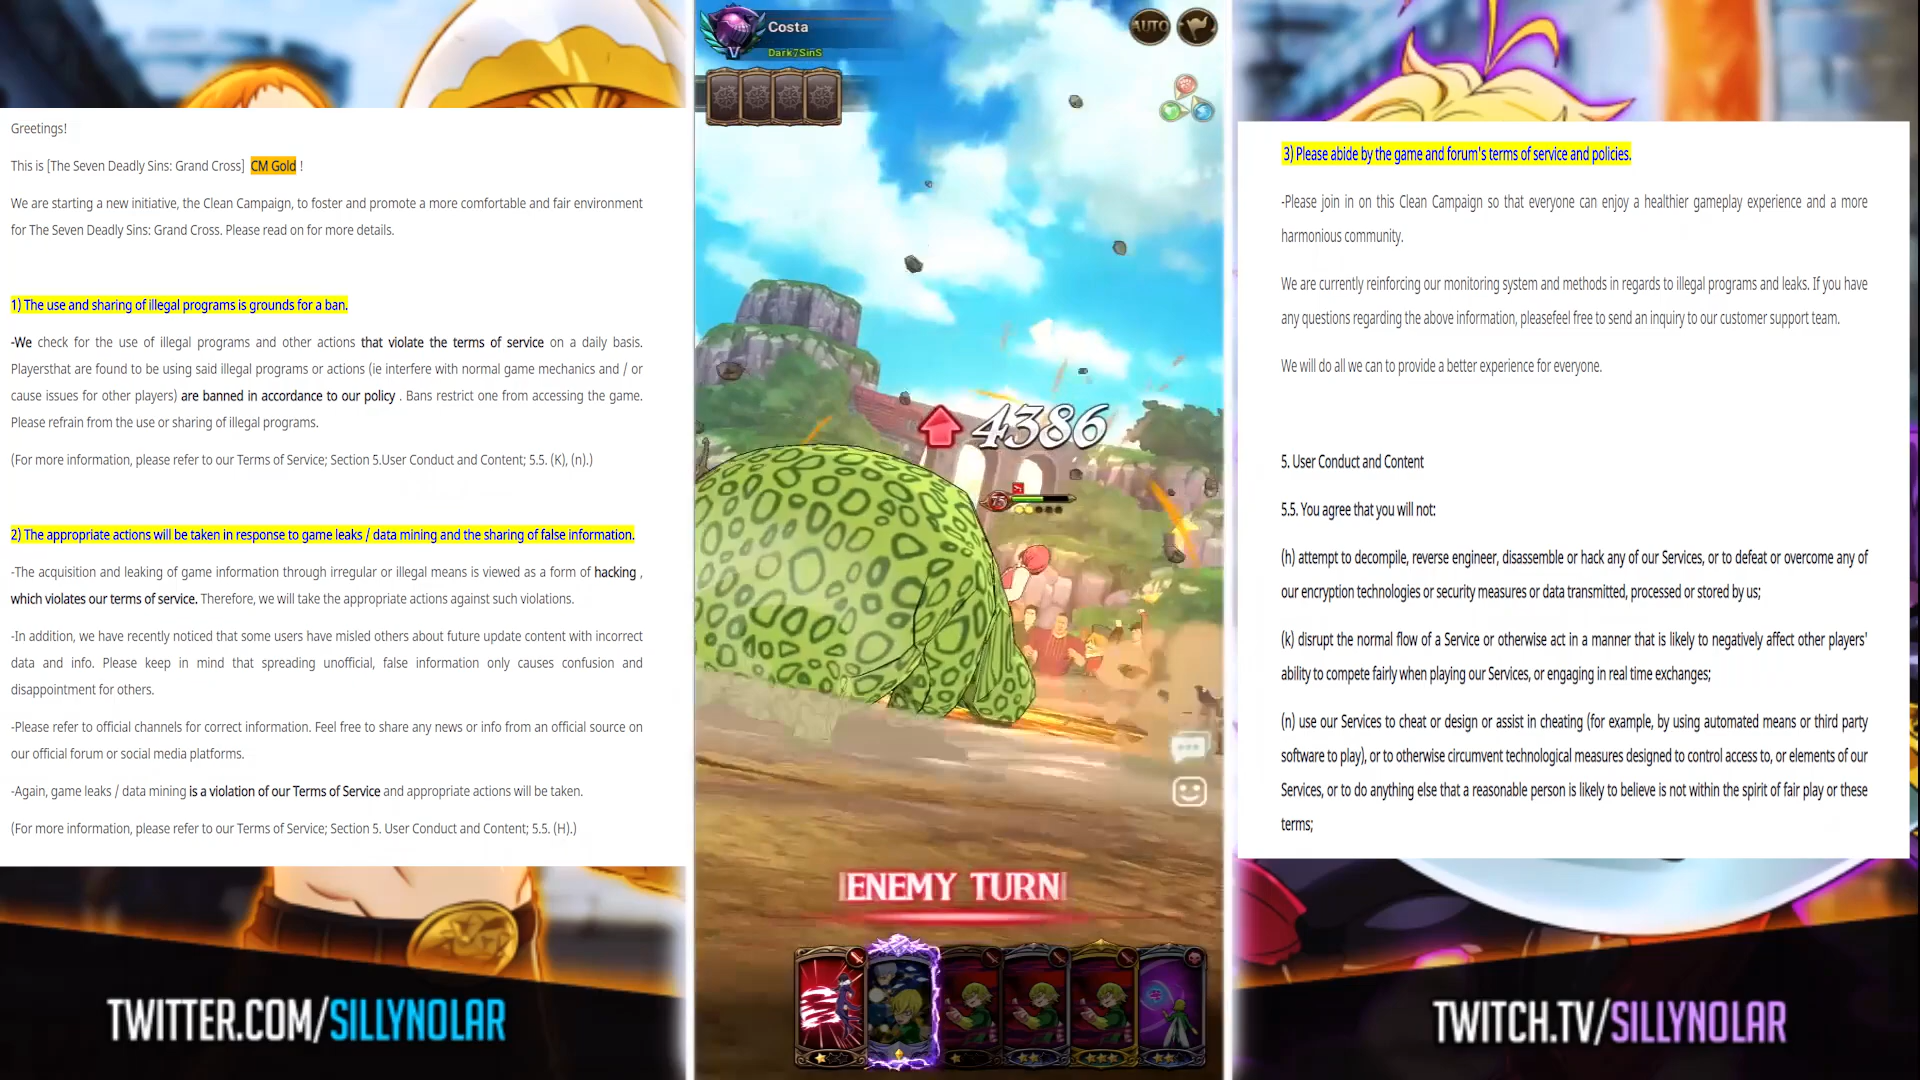 Greetings!
This is [The Seven Deadly Sins: Grand Cross] CM Gold !
We are starting a new initiative, the Clean Campaign, to foster and promote a more comfortable and fair environment
for The Seven Deadly Sins: Grand Cross. Please read on for more details.
1) The use and sharing of illegal programs is grounds for a ban.
-We check for the use of illegal programs and other actions that violate the terms of service on a daily basis.
Playersthat are found to be using said illegal programs or actions (ie interfere with normal game mechanics and / or
cause issues for other players) are banned in accordance to our policy . Bans restrict one from accessing the game.
Please refrain from the use or sharing of illegal programs.
(For more information, please refer to our Terms of Service; Section 5.User Conduct and Content; 5.5. (K), (n).)
2) The appropriate actions will be taken in response to game leaks / data mining and the sharing of false information.
-The acquisition and leaking of game information through irregular or illegal means is viewed as a form of hacking ,
which violates our terms of service. Therefore, we will take the appropriate actions against such violations.
-In addition, we have recently noticed that some users have misled others about future update content with incorrect
data and info. Please keep in mind that spreading unofficial, false information only causes confusion and
disappointment for others.
-Please refer to official channels for correct information. Feel free to share any news or info from an official source on
our official forum or social media platforms.
-Again, game leaks / data mining is a violation of our Terms of Service and appropriate actions will be taken.
(For more information, please refer to our Terms of Service; Section 5. User Conduct and Content; 5.5. (H).)
TWITTER.COM/SILLYNOLAR
Costa
Dark7SinS
V
AUTO
4386
75
ENEMY TURN
3) Please abide by the game and forum's terms of service and policies.
-Please join in on this Clean Campaign so that everyone can enjoy a healthier gameplay experience and a more
harmonious community.
We are currently reinforcing our monitoring system and methods in regards to illegal programs and leaks. If you have
any questions regarding the above information, pleasefeel free to send an inquiry to our customer support team.
We will do all we can to provide a better experience for everyone.
5. User Conduct and Content
5.5. You agree that you will not:
(h) attempt to decompile, reverse engineer, disassemble or hack any of our Services, or to defeat or overcome any of
our encryption technologies or security measures or data transmitted, processed or stored by us;
(k) disrupt the normal flow of a Service or otherwise act in a manner that is likely to negatively affect other players'
ability to compete fairly when playing our Services, or engaging in real time exchanges;
(n) use our Services to cheat or design or assist in cheating (for example, by using automated means or third party
software to play), or to otherwise circumvent technological measures designed to control access to, or elements of our
Services, or to do anything else that a reasonable person is likely to believe is not within the spirit of fair play or these
terms;
TWITCH.TV/SILLYNOLAR